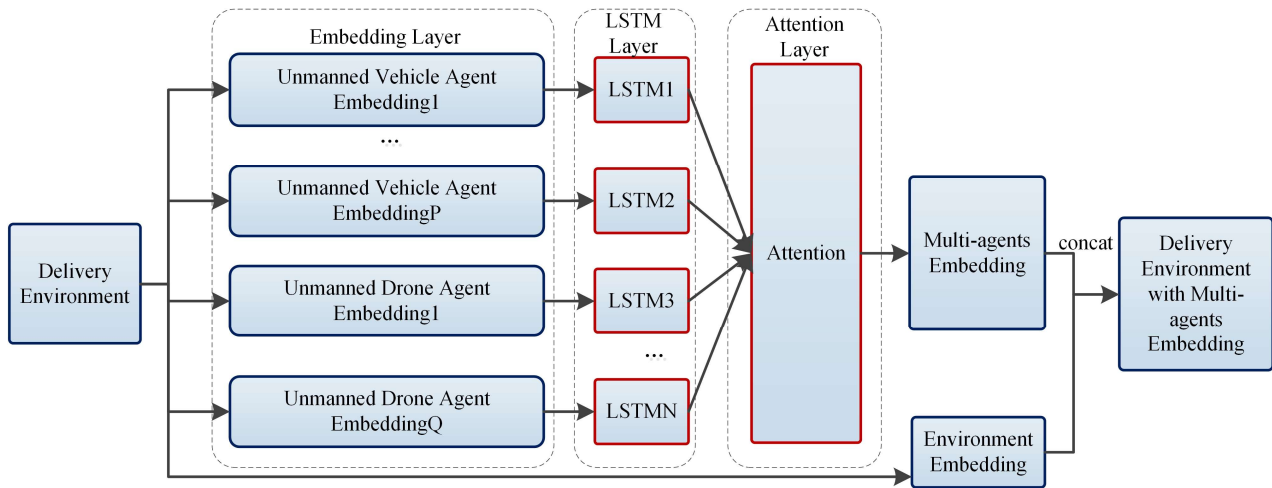 Delivery
Environment
Embedding Layer
Unmanned Vehicle Agent
Embedding1
...
Unmanned Vehicle Agent
EmbeddingP
Unmanned Drone Agent
Embedding1
...
Unmanned Drone Agent
EmbeddingQ
LSTM
Layer
LSTM1
LSTM2
LSTM3
...
LSTMN
Attention
Layer
Attention
Multi-agents
Embedding
Environment
Embedding
concat
Delivery
Environment
with Multi-
agents
Embedding